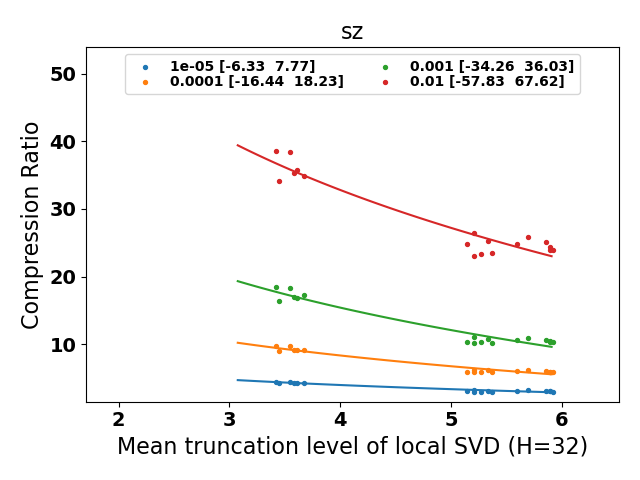 sz
1e-05 [-6.33 7.77]
0.0001 [-16.44 18.23]
0.001 [-34.26 36.03]
0.01 [-57.83 67.62]
Compression Ratio
50
40
30
20
10
2 3 4 5 6
Mean truncation level of local SVD (H=32)